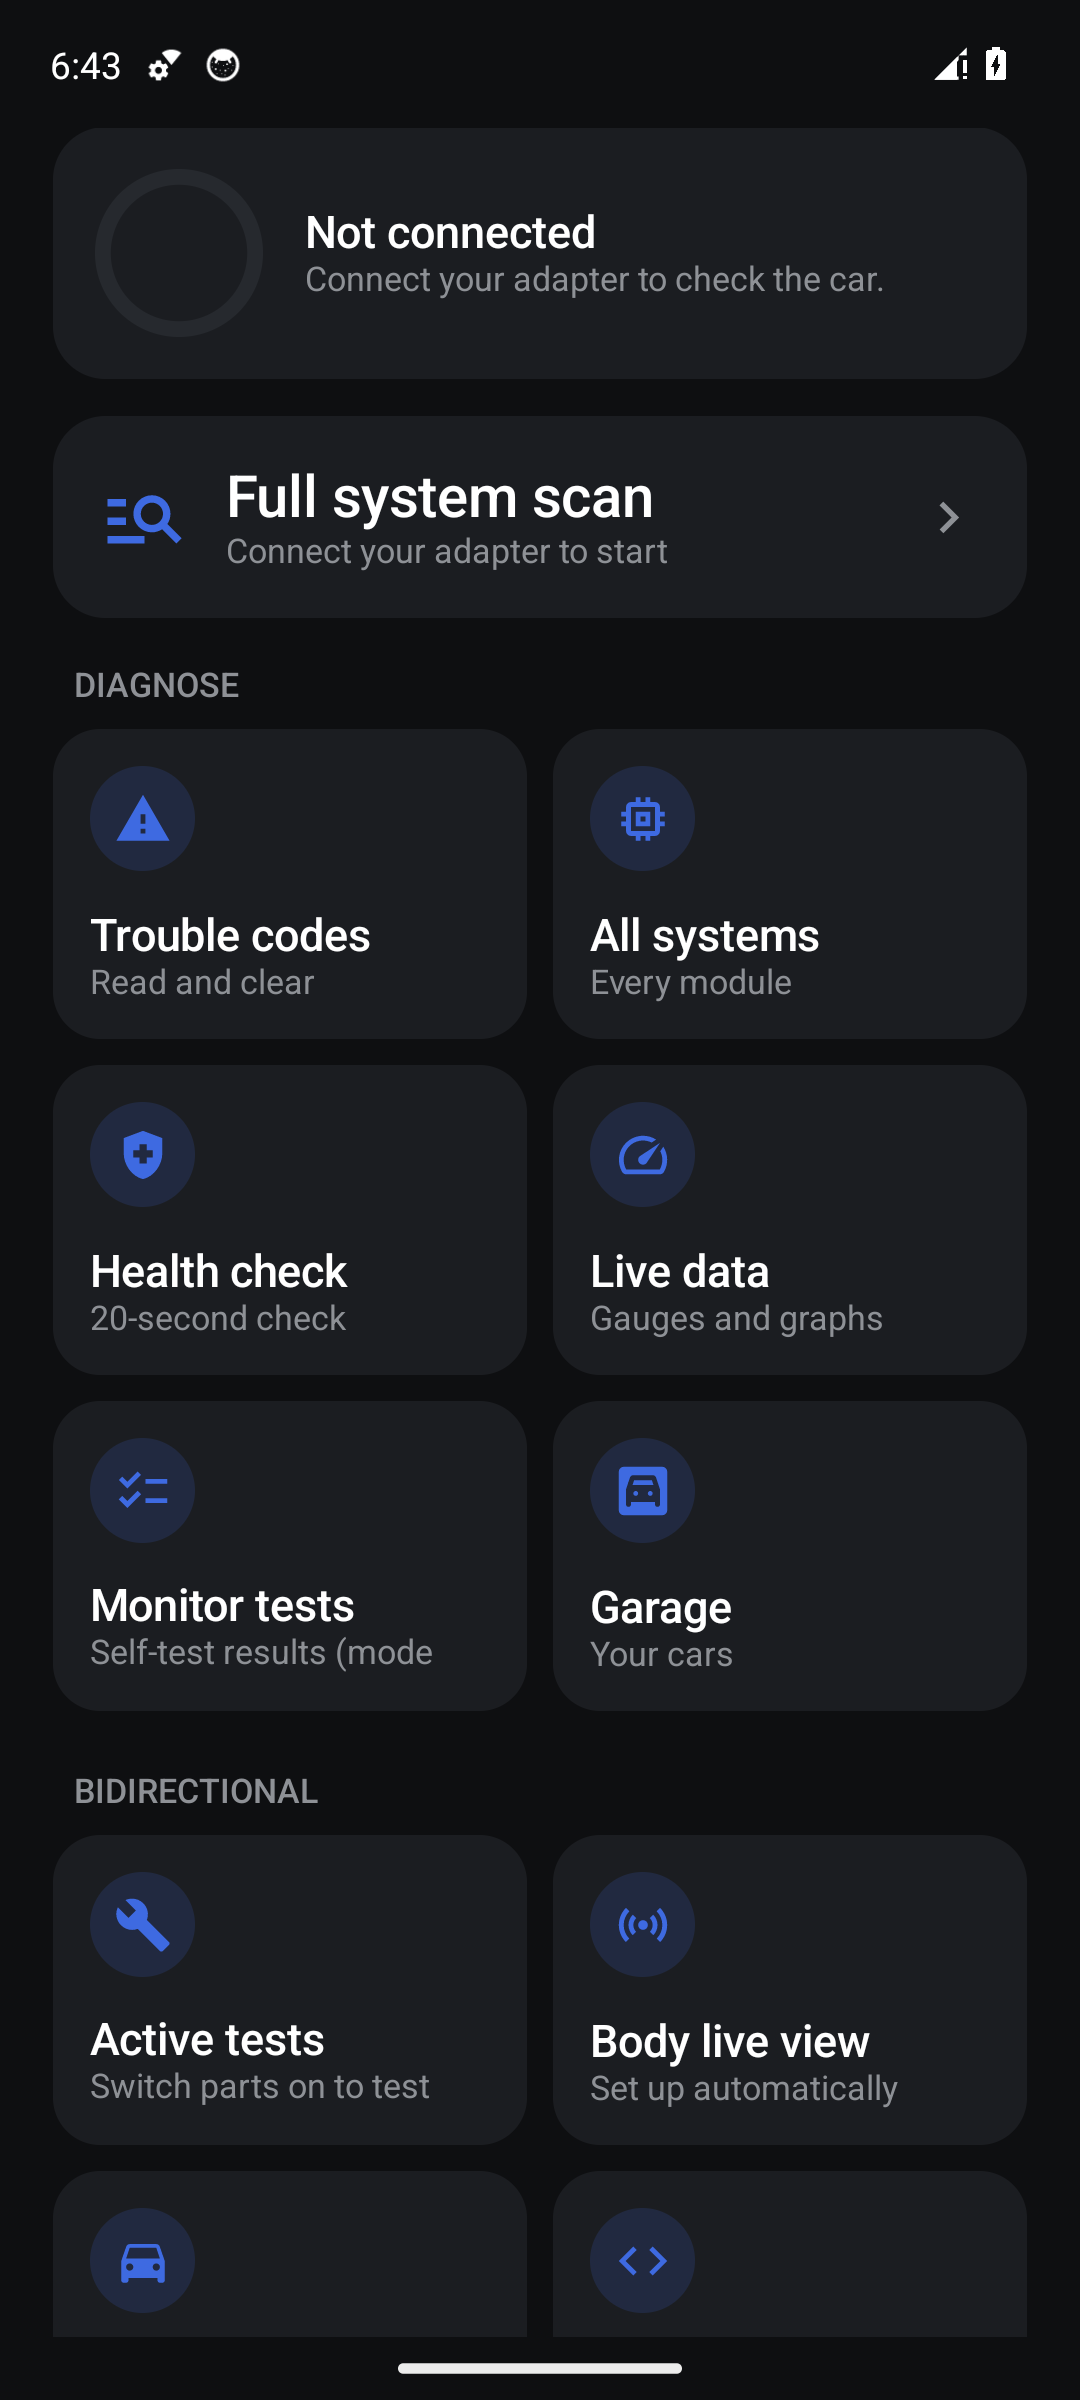 6:43
Not connected
Connect your adapter to check the car.
Full system scan
Connect your adapter to start
DIAGNOSE
Trouble codes
Read and clear
All systems
Every module
Health check
20-second check
Live data
Gauges and graphs
Monitor tests
Self-test results (mode
Garage
Your cars
BIDIRECTIONAL
Active tests
Switch parts on to test
Body live view
Set up automatically